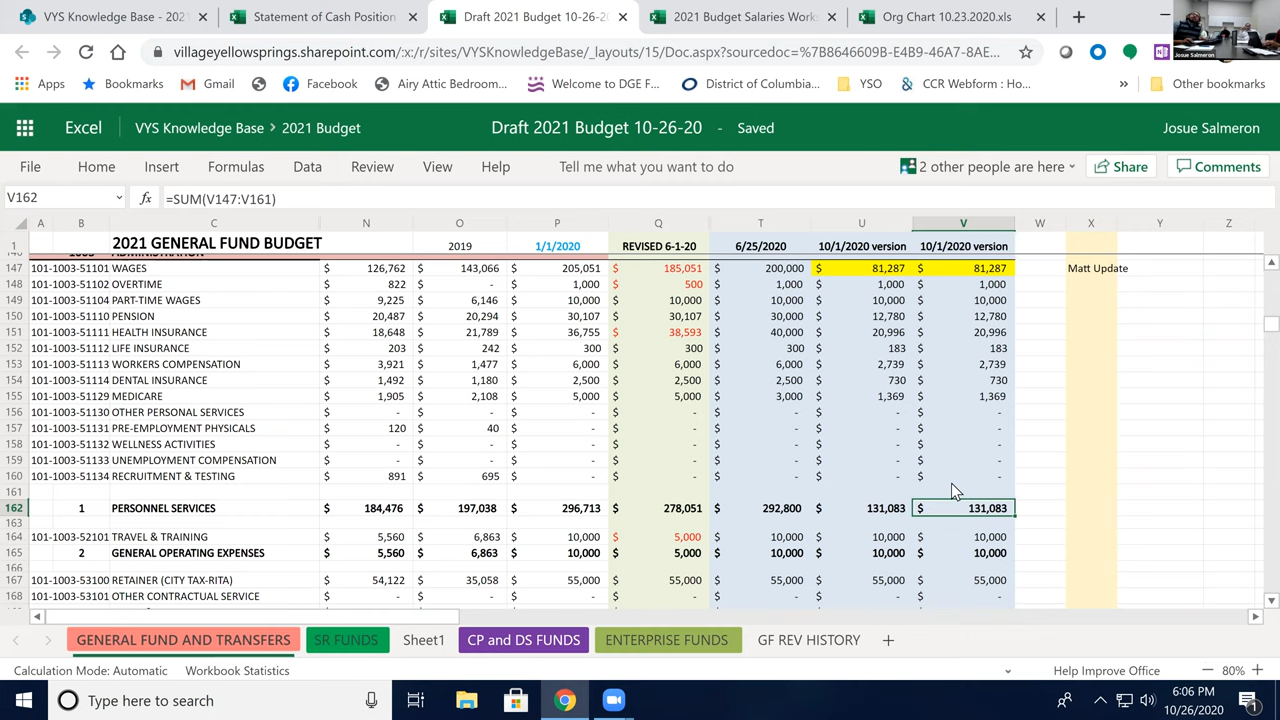 VYS Knowledge Base - 2021 × Statement of Cash Position × Draft 2021 Budget 10-26-20 × 2021 Budget Salaries Work × Org Chart 10.23.2020.xls × +
villageyellowsprings.sharepoint.com/:x:/r/sites/VYSKnowledgeBase/_layouts/15/Doc.aspx?sourcedoc=%7B8646609B-E4B9-46A7-8AE...
Josue Salmeron
Apps Bookmarks Gmail Facebook Airy Attic Bedroom... Welcome to DGE F... District of Columbia... YSO CCR Webform : Ho... » Other bookmarks
Excel VYS Knowledge Base > 2021 Budget Draft 2021 Budget 10-26-20 - Saved Josue Salmeron
File Home Insert Formulas Data Review View Help Tell me what you want to do 2 other people are here Share Comments
V162 fx =SUM(V147:V161)
A B C N O P Q T U V W X Y Z
1 2021 GENERAL FUND BUDGET 2019 1/1/2020 REVISED 6-1-20 6/25/2020 10/1/2020 version 10/1/2020 version
147 101-1003-51101 WAGES $ 126,762 $ 143,066 $ 205,051 $ 185,051 $ 200,000 $ 81,287 $ 81,287 Matt Update
148 101-1003-51102 OVERTIME $ 822 $ - $ 1,000 $ 500 $ 1,000 $ 1,000 $ 1,000
149 101-1003-51104 PART-TIME WAGES $ 9,225 $ 6,146 $ 10,000 $ 10,000 $ 10,000 $ 10,000 $ 10,000
150 101-1003-51110 PENSION $ 20,487 $ 20,294 $ 30,107 $ 30,107 $ 30,000 $ 12,780 $ 12,780
151 101-1003-51111 HEALTH INSURANCE $ 18,648 $ 21,789 $ 36,755 $ 38,593 $ 40,000 $ 20,996 $ 20,996
152 101-1003-51112 LIFE INSURANCE $ 203 $ 242 $ 300 $ 300 $ 300 $ 183 $ 183
153 101-1003-51113 WORKERS COMPENSATION $ 3,921 $ 1,477 $ 6,000 $ 6,000 $ 6,000 $ 2,739 $ 2,739
154 101-1003-51114 DENTAL INSURANCE $ 1,492 $ 1,180 $ 2,500 $ 2,500 $ 2,500 $ 730 $ 730
155 101-1003-51129 MEDICARE $ 1,905 $ 2,108 $ 5,000 $ 5,000 $ 3,000 $ 1,369 $ 1,369
156 101-1003-51130 OTHER PERSONAL SERVICES $ - $ - $ - $ - $ - $ - $ -
157 101-1003-51131 PRE-EMPLOYMENT PHYSICALS $ 120 $ 40 $ - $ - $ - $ - $ -
158 101-1003-51132 WELLNESS ACTIVITIES $ - $ - $ - $ - $ - $ - $ -
159 101-1003-51133 UNEMPLOYMENT COMPENSATION $ - $ - $ - $ - $ - $ - $ -
160 101-1003-51134 RECRUITMENT & TESTING $ 891 $ 695 $ - $ - $ - $ - $ -
161
162 1 PERSONNEL SERVICES $ 184,476 $ 197,038 $ 296,713 $ 278,051 $ 292,800 $ 131,083 $ 131,083
163
164 101-1003-52101 TRAVEL & TRAINING $ 5,560 $ 6,863 $ 10,000 $ 5,000 $ 10,000 $ 10,000 $ 10,000
165 2 GENERAL OPERATING EXPENSES $ 5,560 $ 6,863 $ 10,000 $ 5,000 $ 10,000 $ 10,000 $ 10,000
166
167 101-1003-53100 RETAINER (CITY TAX-RITA) $ 54,122 $ 35,058 $ 55,000 $ 55,000 $ 55,000 $ 55,000 $ 55,000
168 101-1003-53101 OTHER CONTRACTUAL SERVICE $ - $ - $ - $ - $ - $ - $ -
GENERAL FUND AND TRANSFERS SR FUNDS Sheet1 CP and DS FUNDS ENTERPRISE FUNDS GF REV HISTORY +
Calculation Mode: Automatic Workbook Statistics Help Improve Office − 80% +
Type here to search 6:06 PM
10/26/2020 1